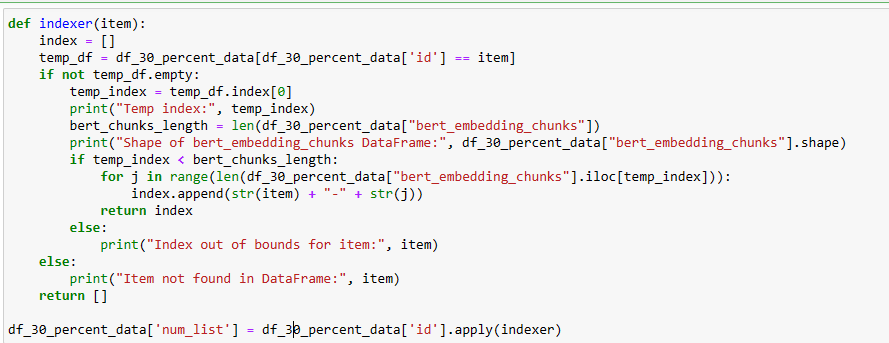 def indexer(item):
    index = []
    temp_df = df_30_percent_data[df_30_percent_data['id'] == item]
    if not temp_df.empty:
        temp_index = temp_df.index[0]
        print("Temp index:", temp_index)
        bert_chunks_length = len(df_30_percent_data["bert_embedding_chunks"])
        print("Shape of bert_embedding_chunks DataFrame:", df_30_percent_data["bert_embedding_chunks"].shape)
        if temp_index < bert_chunks_length:
            for j in range(len(df_30_percent_data["bert_embedding_chunks"].iloc[temp_index])):
                index.append(str(item) + "-" + str(j))
            return index
        else:
            print("Index out of bounds for item:", item)
    else:
        print("Item not found in DataFrame:", item)
    return []
df_30_percent_data['num_list'] = df_30_percent_data['id'].apply(indexer)